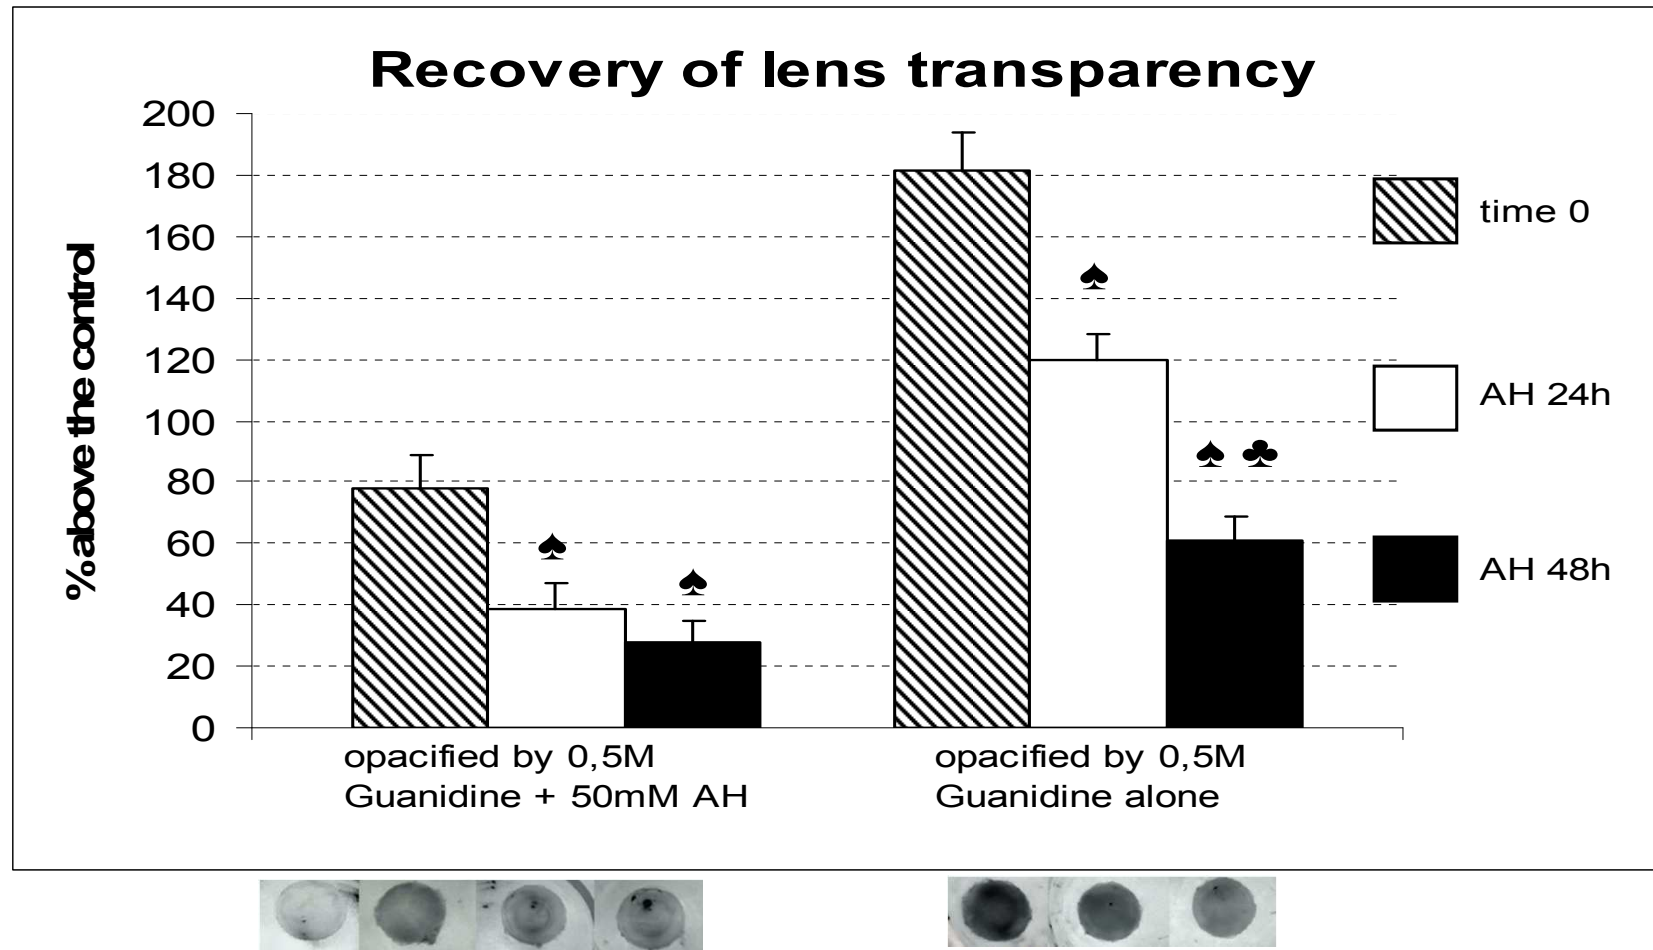 Recovery of lens transparency
% above the control
200
180
160
140
120
100
80
60
40
20
0
♠
♠
♠
♠ ♣
time 0
AH 24h
AH 48h
opacified by 0,5M
Guanidine + 50mM AH
opacified by 0,5M
Guanidine alone